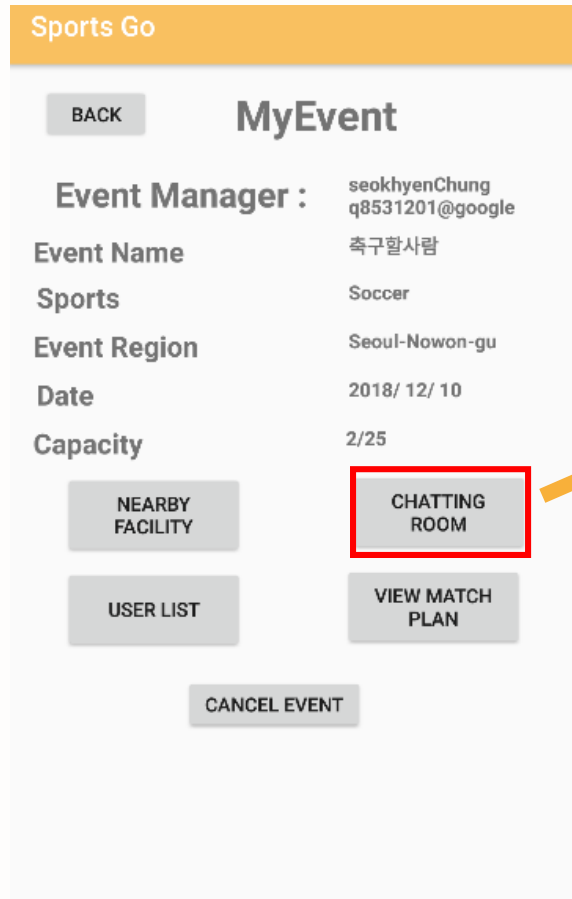 Sports Go
BACK
MyEvent
Event Manager :
seokhyenChung
q8531201@google
Event Name
축구할사람
Sports
Soccer
Event Region
Seoul-Nowon-gu
Date
2018/ 12/ 10
Capacity
2/25
NEARBY
FACILITY
CHATTING
ROOM
USER LIST
VIEW MATCH
PLAN
CANCEL EVENT